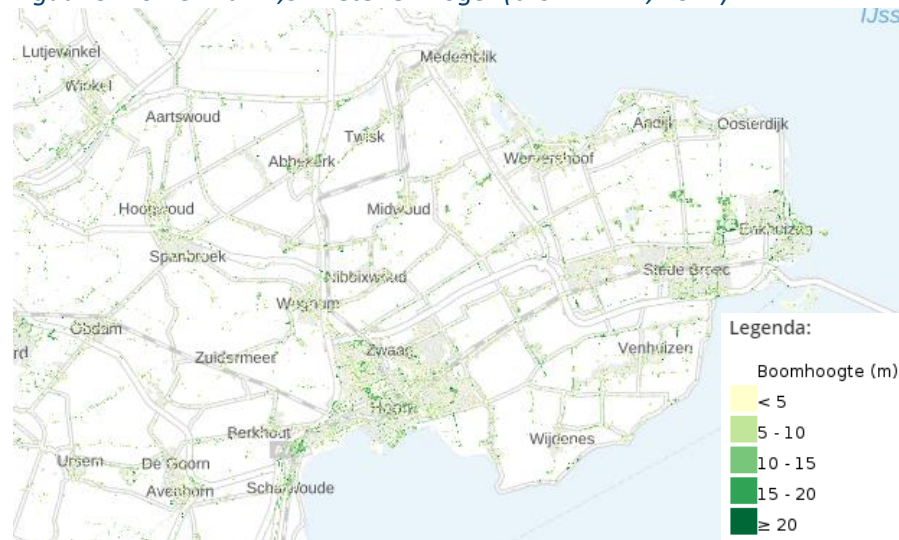 IJss
Lutjewinkel
Medemblik
Winkel
Aartswoud
Andijk
Oosterdijk
Twisk
Abbekerk
Wervershoof
Hoogwoud
Midwoud
Enkhuizen
Spanbroek
Stede Broec
Nibbixwoud
Wognum
Obdam
rd
Zwaag
Venhuizen
Zuidermeer
Hoorn
Berkhout
Wijdenes
Ursem
De Goorn
Avenhorn
Scharwoude
Legenda:
Boomhoogte (m)
< 5
5 - 10
10 - 15
15 - 20
≥ 20